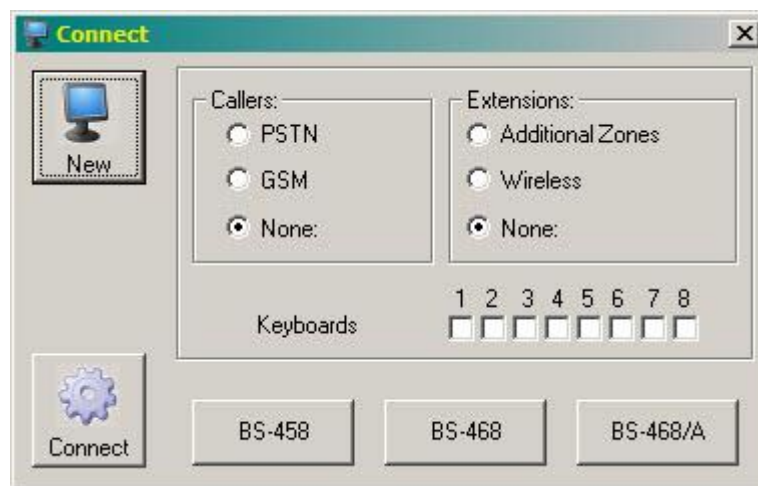 Connect
New
Callers:
PSTN
GSM
None:
Extensions:
Additional Zones
Wireless
None:
1 2 3 4 5 6 7 8
Keyboards
Connect
BS-458
BS-468
BS-468/A